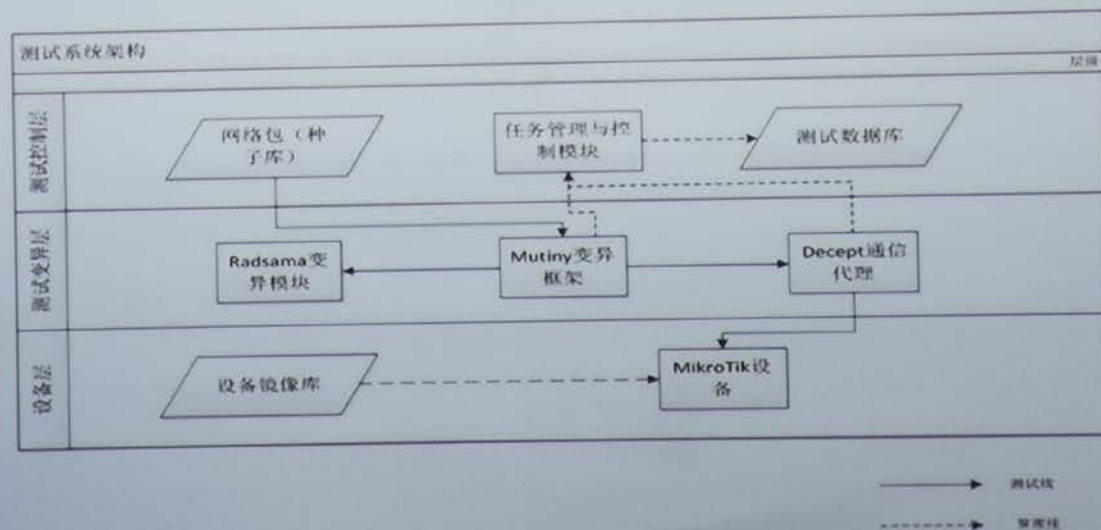 测试系统架构
测试控制层
网络包（种
子库）
任务管理与控
制模块
测试数据库
测试变异层
Radsama变
异模块
Mutiny变异
框架
Decept通信
代理
设备层
设备镜像库
MikroTik设
备
测试线